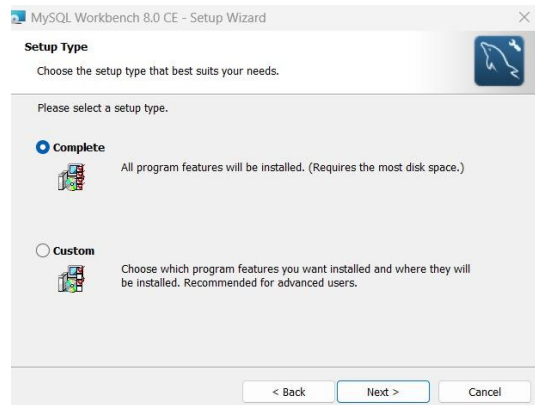 MySQL Workbench 8.0 CE - Setup Wizard
Setup Type
Choose the setup type that best suits your needs.
Please select a setup type.
Complete
All program features will be installed. (Requires the most disk space.)
Custom
Choose which program features you want installed and where they will
be installed. Recommended for advanced users.
< Back Next > Cancel